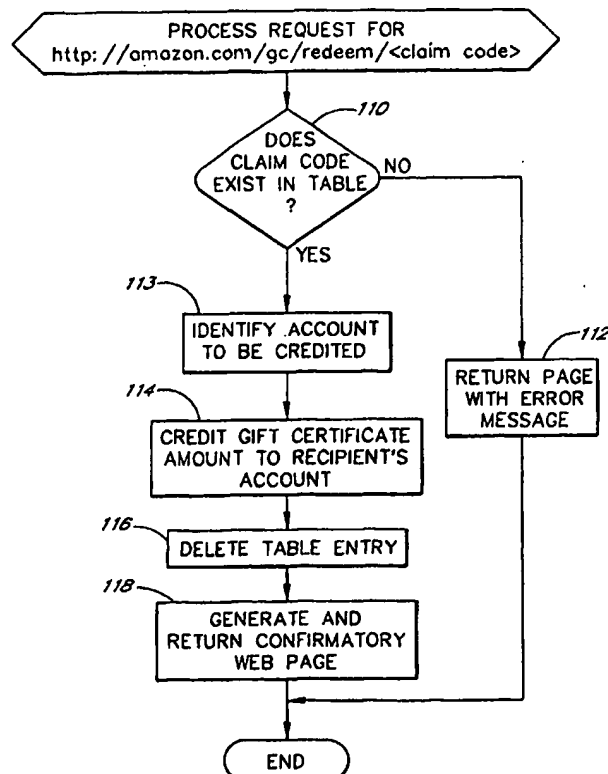 PROCESS REQUEST FOR
http://amazon.com/gc/redeem/<claim code>
110
DOES
CLAIM CODE
EXIST IN TABLE
?
NO
YES
113
IDENTIFY ACCOUNT
TO BE CREDITED
112
RETURN PAGE
WITH ERROR
MESSAGE
114
CREDIT GIFT CERTIFICATE
AMOUNT TO RECIPIENT'S
ACCOUNT
116
DELETE TABLE ENTRY
118
GENERATE AND
RETURN CONFIRMATORY
WEB PAGE
END